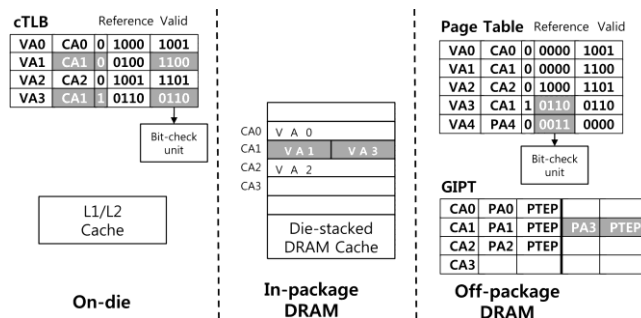 cTLB Reference Valid
VA0 CA0 0 1000 1001
VA1 CA1 0 0100 1100
VA2 CA2 0 1001 1101
VA3 CA1 1 0110 0110
Bit-check
unit
L1/L2
Cache
On-die
CA0 V A 0
CA1 V A 1 V A 3
CA2 V A 2
CA3
Die-stacked
DRAM Cache
In-package
DRAM
Page Table Reference Valid
VA0 CA0 0 0000 1001
VA1 CA1 0 0000 1100
VA2 CA2 0 1000 1101
VA3 CA1 1 0110 0110
VA4 PA4 0 0011 0000
Bit-check
unit
GIPT
CA0 PA0 PTEP
CA1 PA1 PTEP PA3 PTEP
CA2 PA2 PTEP
CA3
Off-package
DRAM